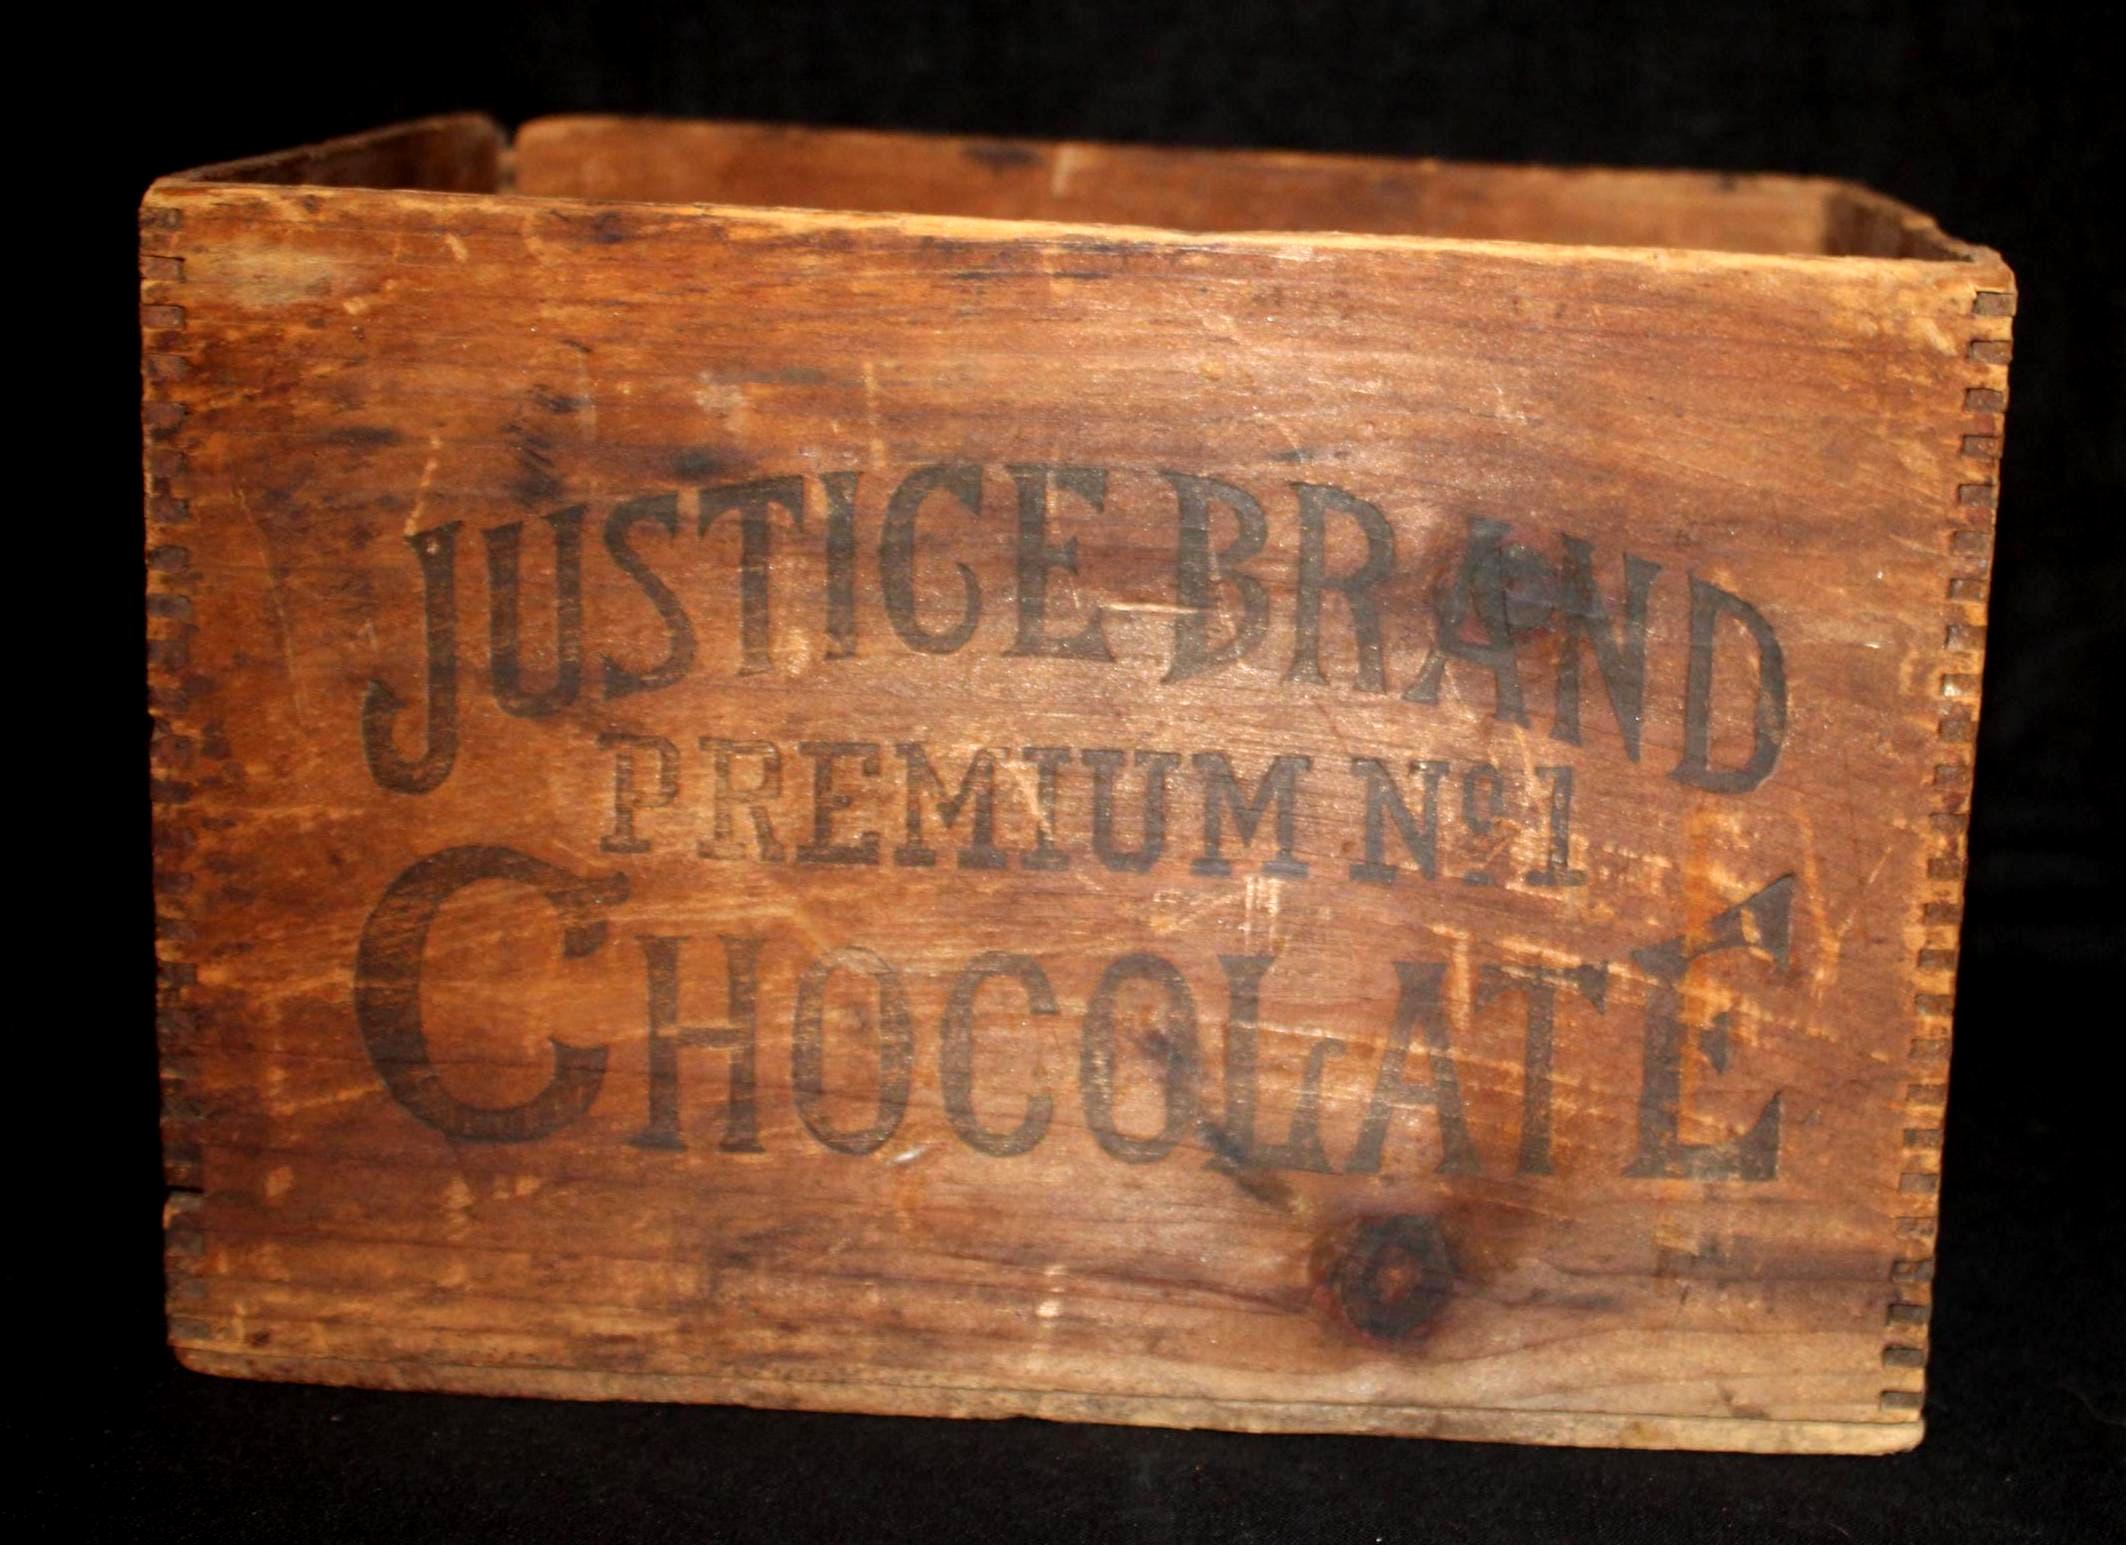 JUSTICE BRAND
PREMIUM No 1
CHOCOLATE